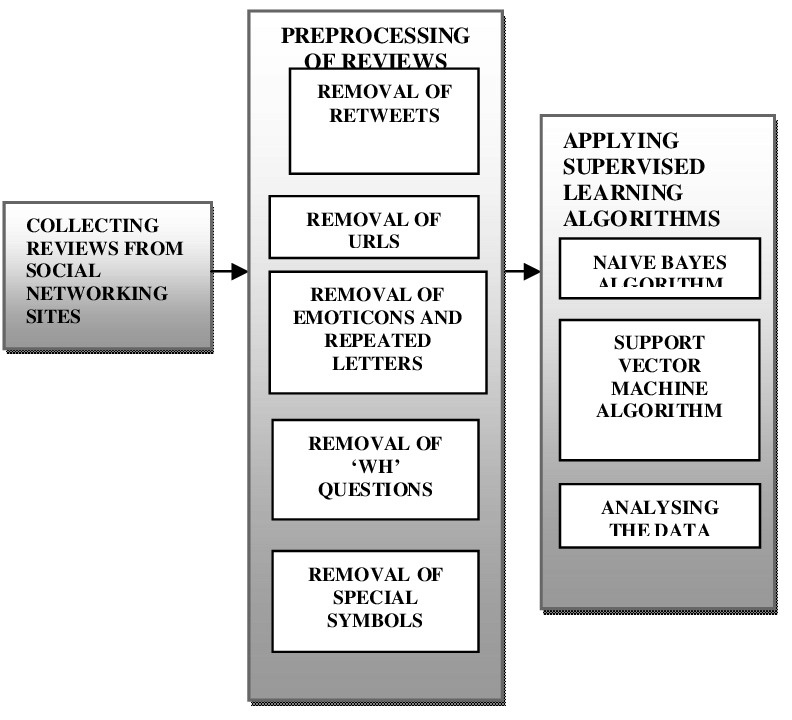 COLLECTING
REVIEWS FROM
SOCIAL
NETWORKING
SITES
PREPROCESSING
OF REVIEWS
REMOVAL OF
RETWEETS
REMOVAL OF
URLS
REMOVAL OF
EMOTICONS AND
REPEATED
LETTERS
REMOVAL OF
‘WH’
QUESTIONS
REMOVAL OF
SPECIAL
SYMBOLS
APPLYING
SUPERVISED
LEARNING
ALGORITHMS
NAIVE BAYES
ALGORITHM
SUPPORT
VECTOR
MACHINE
ALGORITHM
ANALYSING
THE DATA